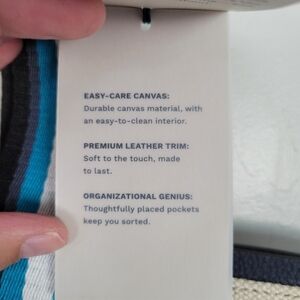 EASY-CARE CANVAS:
Durable canvas material, with
an easy-to-clean interior.
PREMIUM LEATHER TRIM:
Soft to the touch, made
to last.
ORGANIZATIONAL GENIUS:
Thoughtfully placed pockets
keep you sorted.